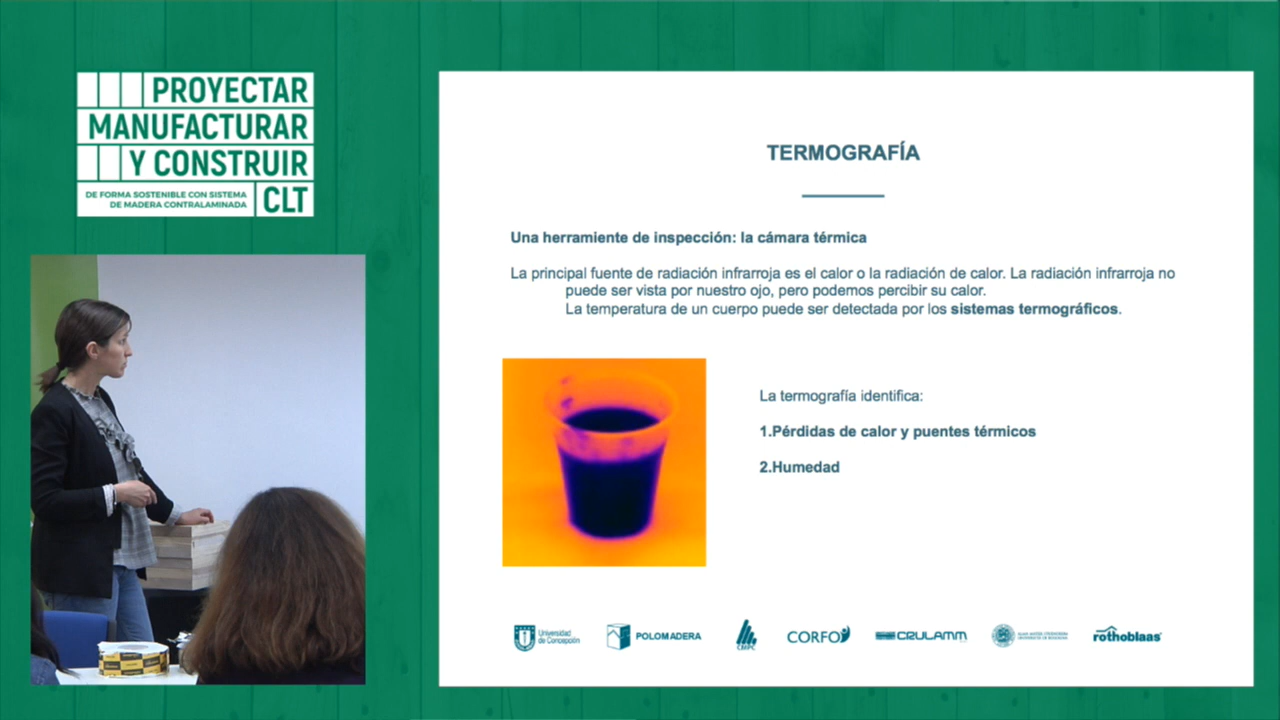 PROYECTAR
MANUFACTURAR
Y CONSTRUIR
DE FORMA SOSTENIBLE CON SISTEMA
DE MADERA CONTRALAMINADA
CLT
TERMOGRAFÍA
Una herramiente de inspección: la cámara térmica
La principal fuente de radiación infrarroja es el calor o la radiación de calor. La radiación infrarroja no
puede ser vista por nuestro ojo, pero podemos percibir su calor.
La temperatura de un cuerpo puede ser detectada por los sistemas termográficos.
La termografía identifica:
1.Pérdidas de calor y puentes térmicos
2.Humedad
Universidad
de Concepción
POLOMADERA
CMPC
CORFO
CRULAMM
rothoblaas